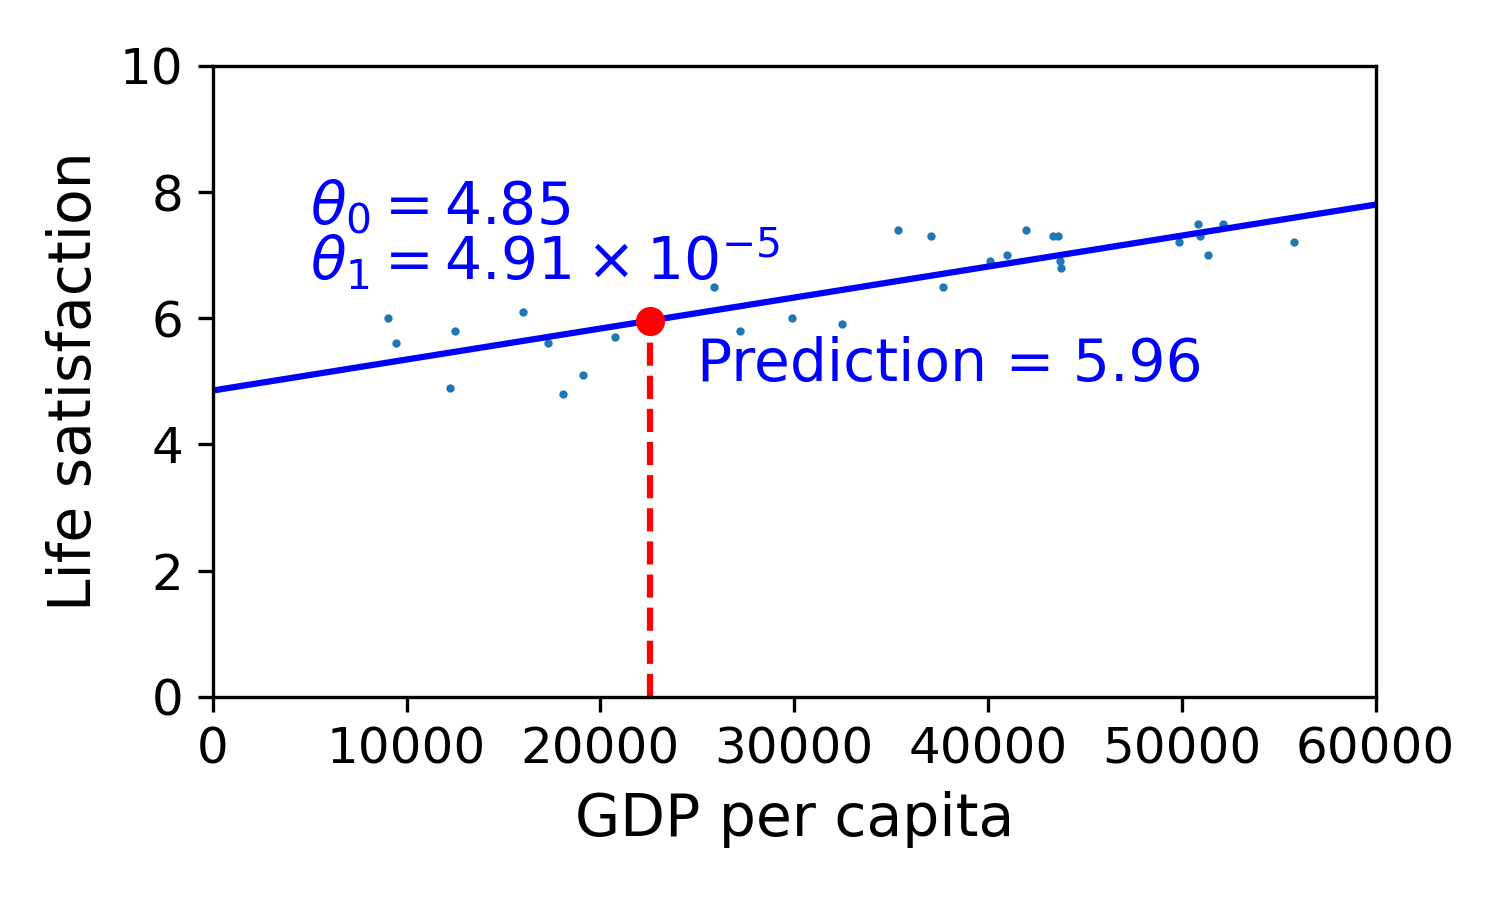 10
8
6
4
2
0
Life satisfaction
θ₀ = 4.85
θ₁ = 4.91 × 10⁻⁵
Prediction = 5.96
0 10000 20000 30000 40000 50000 60000
GDP per capita